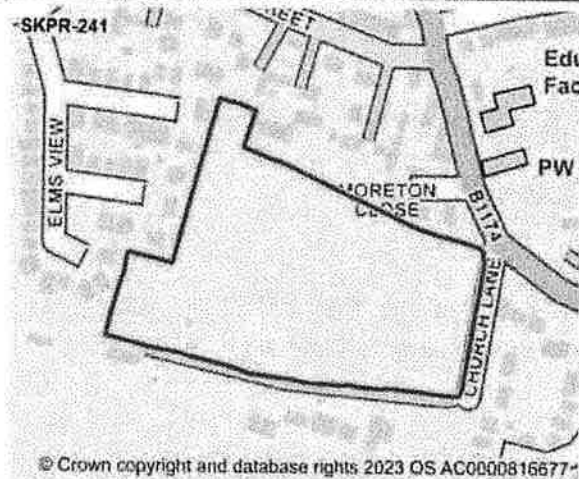 SKPR-241
REET
Edu
Fac
PW
ELMS VIEW
MORETON
CLOSE
B1174
CHURCH LANE
© Crown copyright and database rights 2023 OS AC0000816677